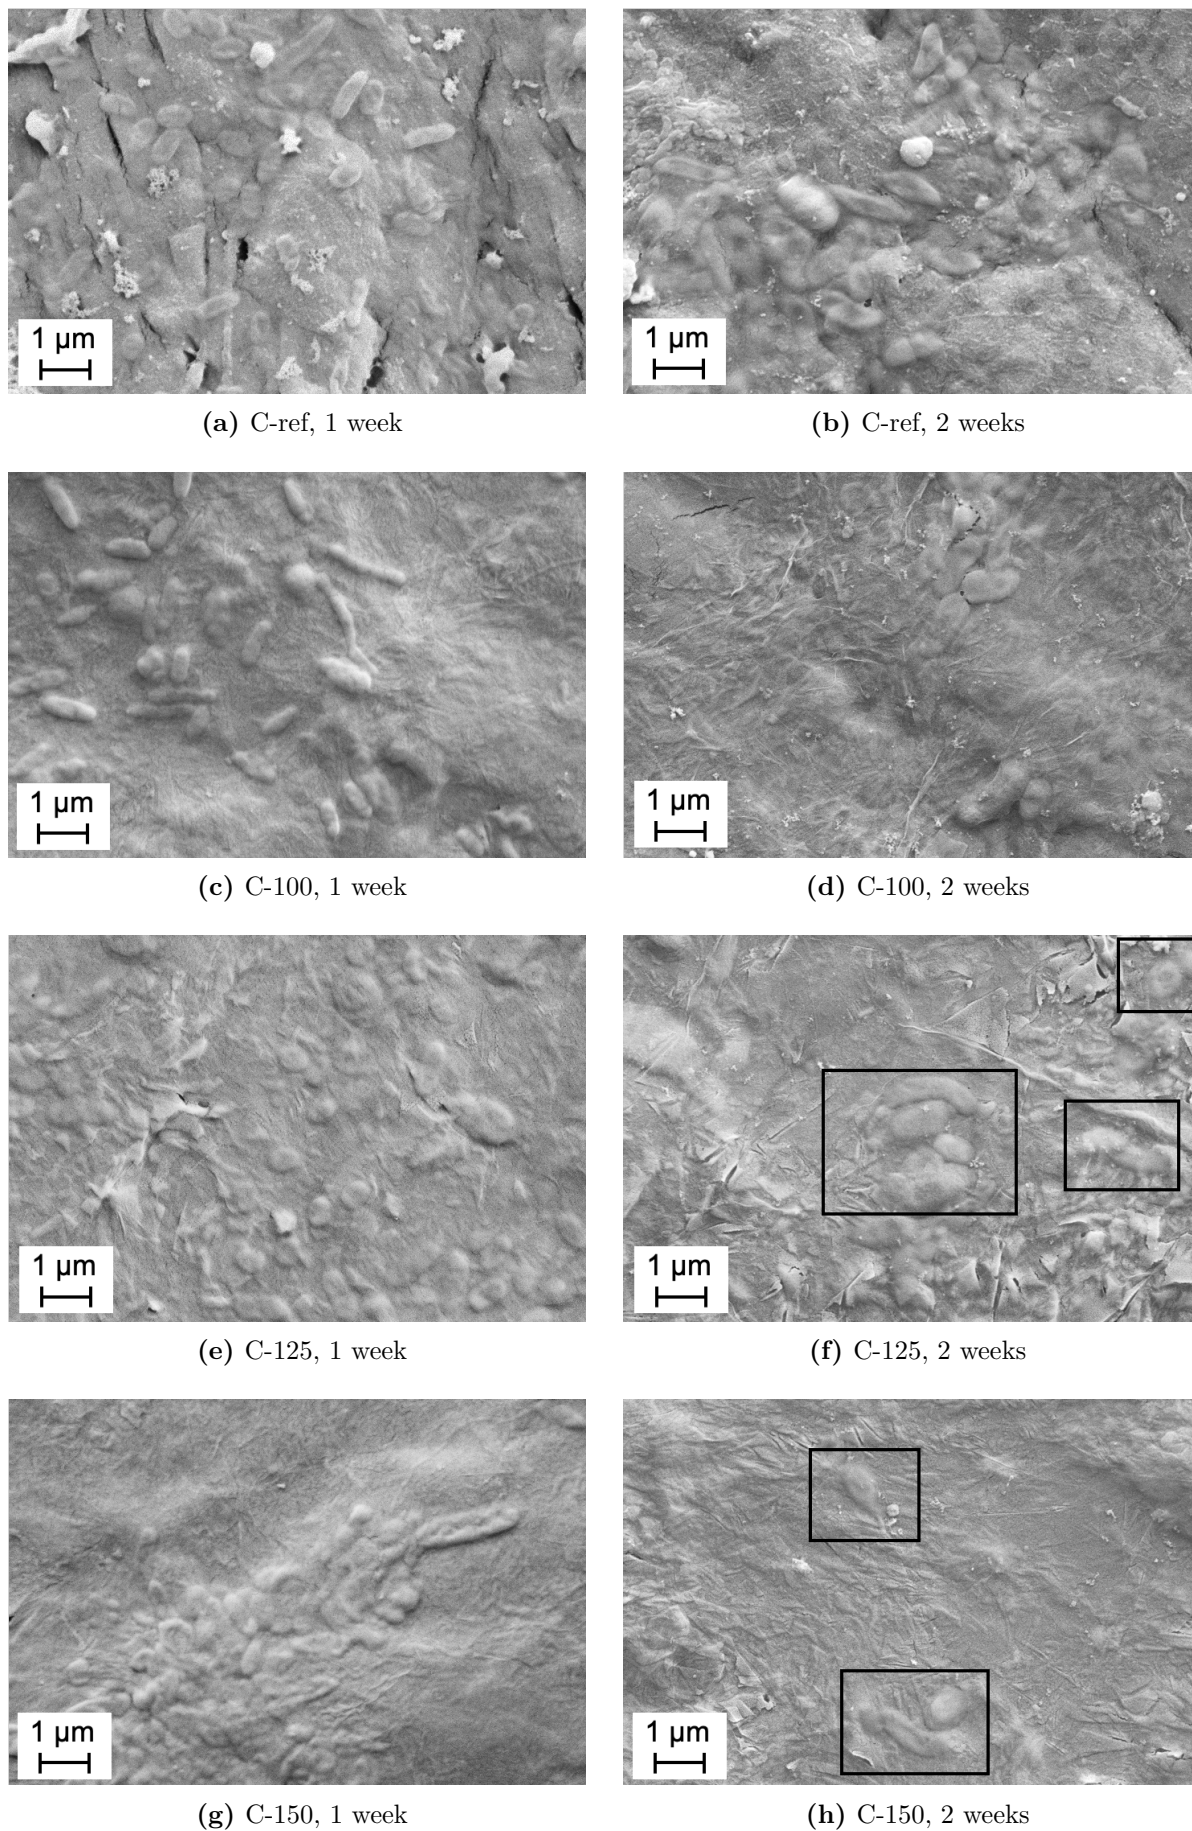 1 µm
1 µm
(a) C-ref, 1 week
(b) C-ref, 2 weeks
1 µm
1 µm
(c) C-100, 1 week
(d) C-100, 2 weeks
1 µm
1 µm
(e) C-125, 1 week
(f) C-125, 2 weeks
1 µm
1 µm
(g) C-150, 1 week
(h) C-150, 2 weeks